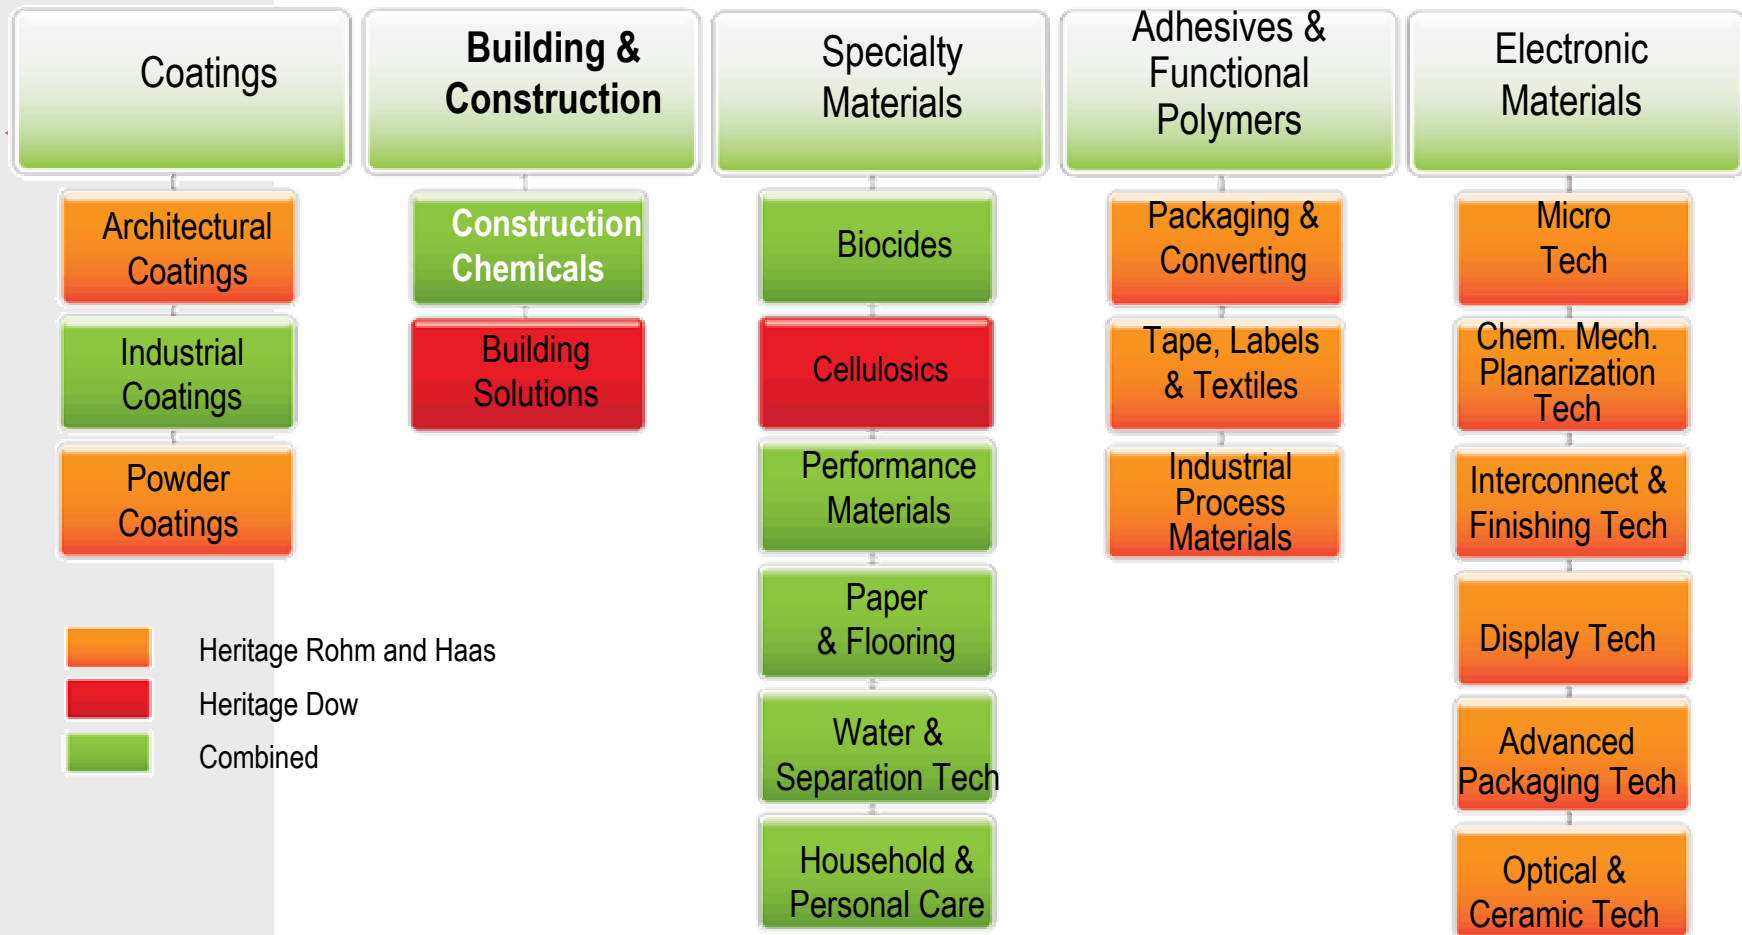 Coatings
Building &
Construction
Specialty
Materials
Adhesives &
Functional
Polymers
Electronic
Materials
Architectural
Coatings
Industrial
Coatings
Powder
Coatings
Construction
Chemicals
Building
Solutions
Biocides
Cellulosics
Performance
Materials
Paper
& Flooring
Water &
Separation Tech
Household &
Personal Care
Packaging &
Converting
Tape, Labels
& Textiles
Industrial
Process
Materials
Micro
Tech
Chem. Mech.
Planarization
Tech
Interconnect &
Finishing Tech
Display Tech
Advanced
Packaging Tech
Optical &
Ceramic Tech
Heritage Rohm and Haas
Heritage Dow
Combined